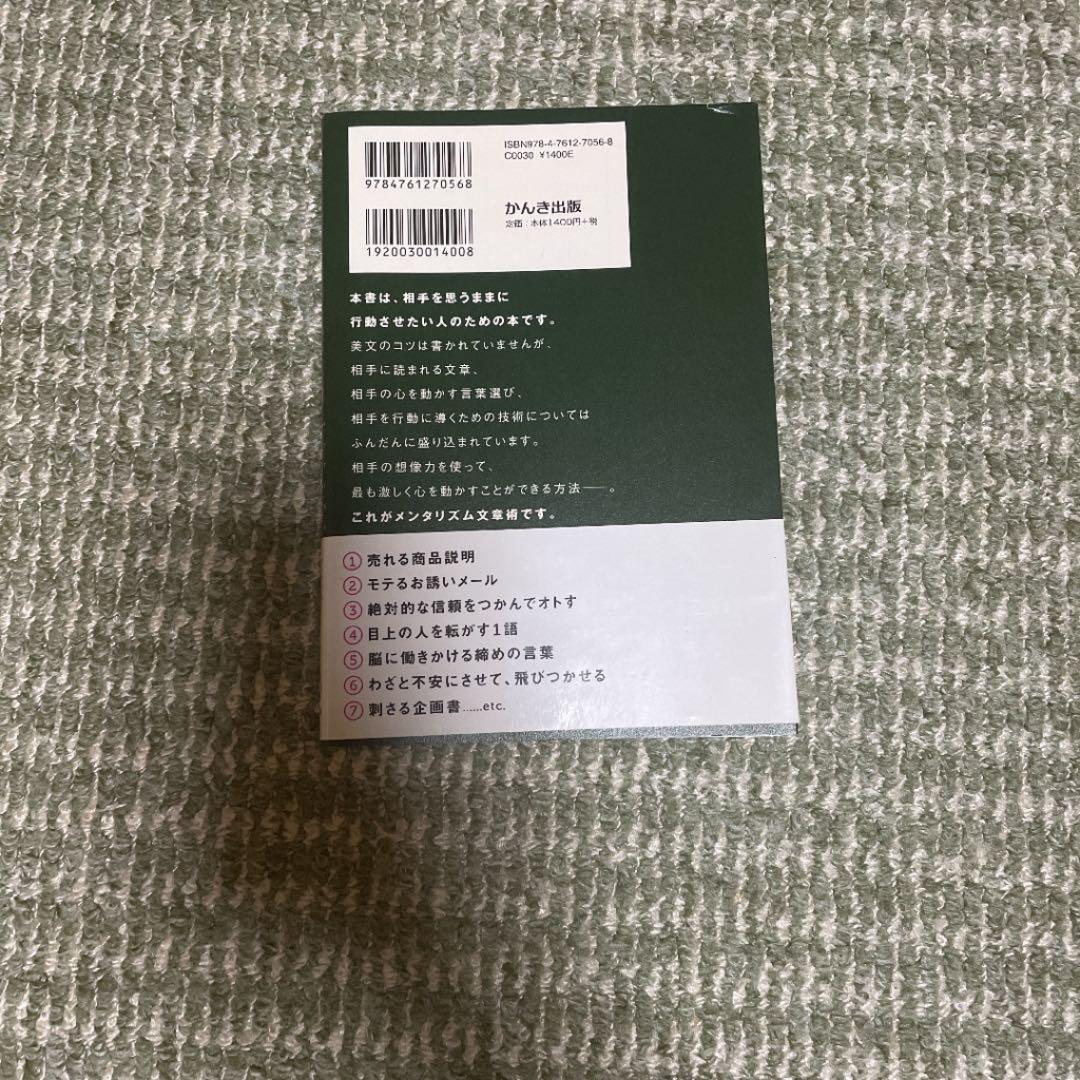 ISBN978-4-7612-7056-8
C0030 ¥1400E
9784761270568
かんき出版
定価：本体1400円+税
1920030014008
本書は、相手を思うままに
行動させたい人のための本です。
美文のコツは書かれていませんが、
相手に読まれる文章、
相手の心を動かす言葉選び、
相手を行動に導くための技術については
ふんだんに盛り込まれています。
相手の想像力を使って、
最も激しく心を動かすことができる方法——。
これがメンタリズム文章術です。
① 売れる商品説明
② モテるお誘いメール
③ 絶対的な信頼をつかんでオトす
④ 目上の人を転がす1語
⑤ 脳に働きかける締めの言葉
⑥ わざと不安にさせて、飛びつかせる
⑦ 刺さる企画書……etc.